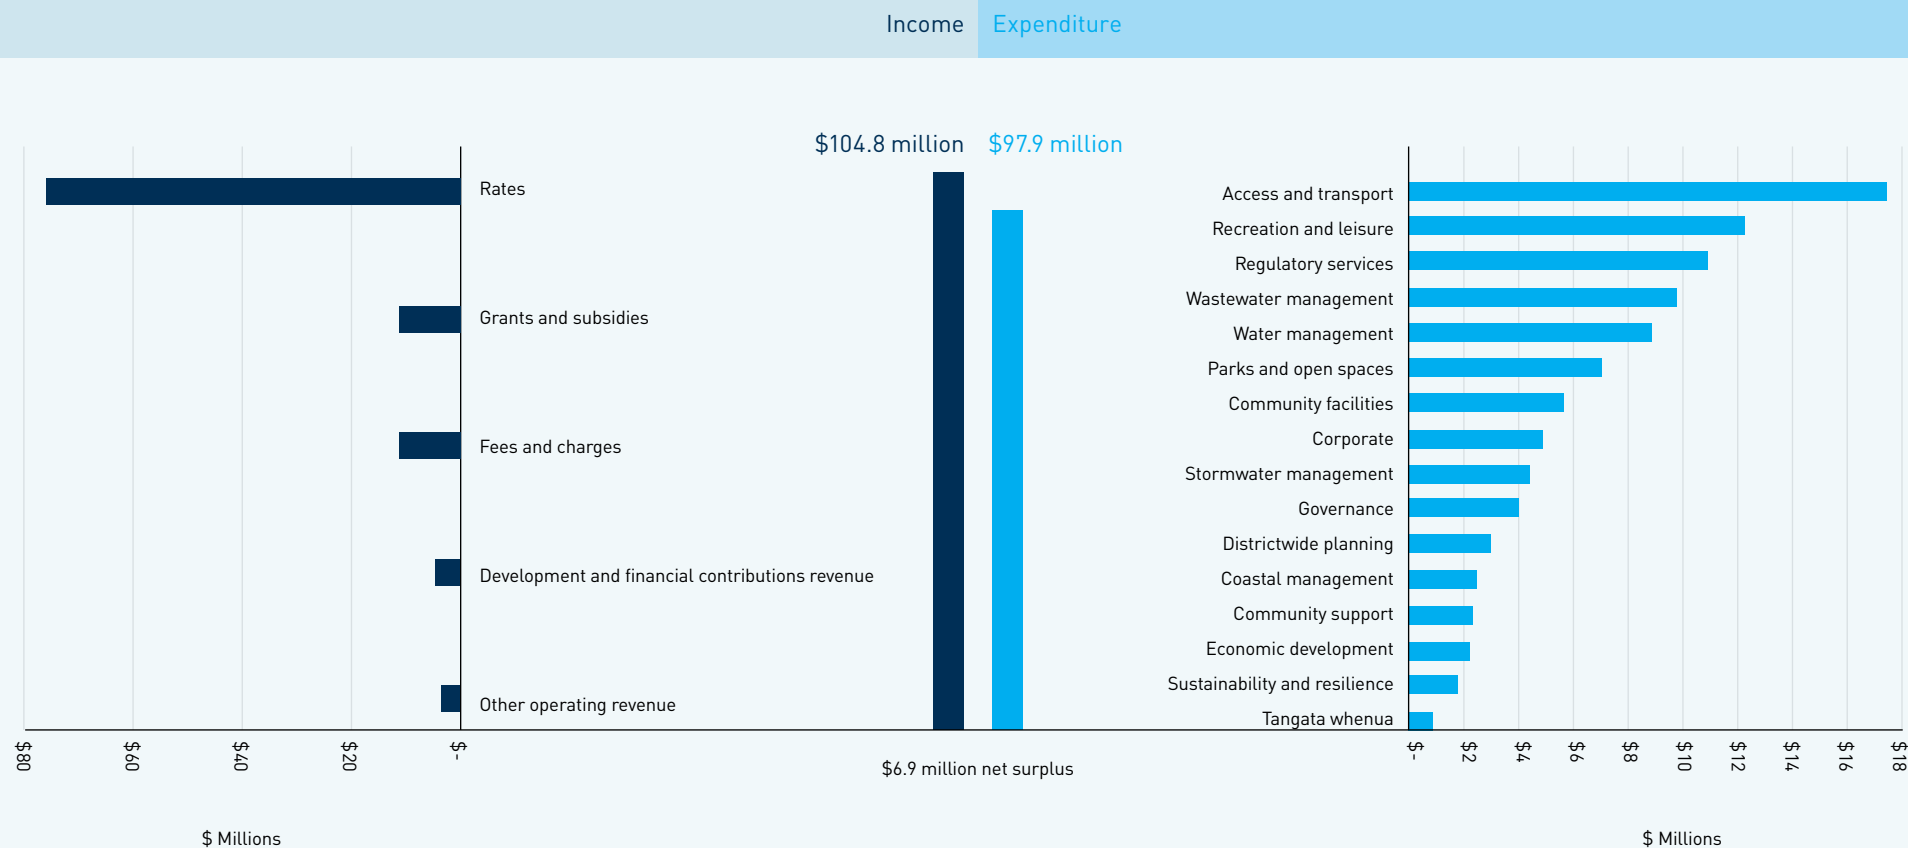 Income
Expenditure
$104.8 million
$97.9 million
Rates
Grants and subsidies
Fees and charges
Development and financial contributions revenue
Other operating revenue
$80
$60
$40
$20
$-
$ Millions
$6.9 million net surplus
Access and transport
Recreation and leisure
Regulatory services
Wastewater management
Water management
Parks and open spaces
Community facilities
Corporate
Stormwater management
Governance
Districtwide planning
Coastal management
Community support
Economic development
Sustainability and resilience
Tangata whenua
$-
$2
$4
$6
$8
$10
$12
$14
$16
$18
$ Millions